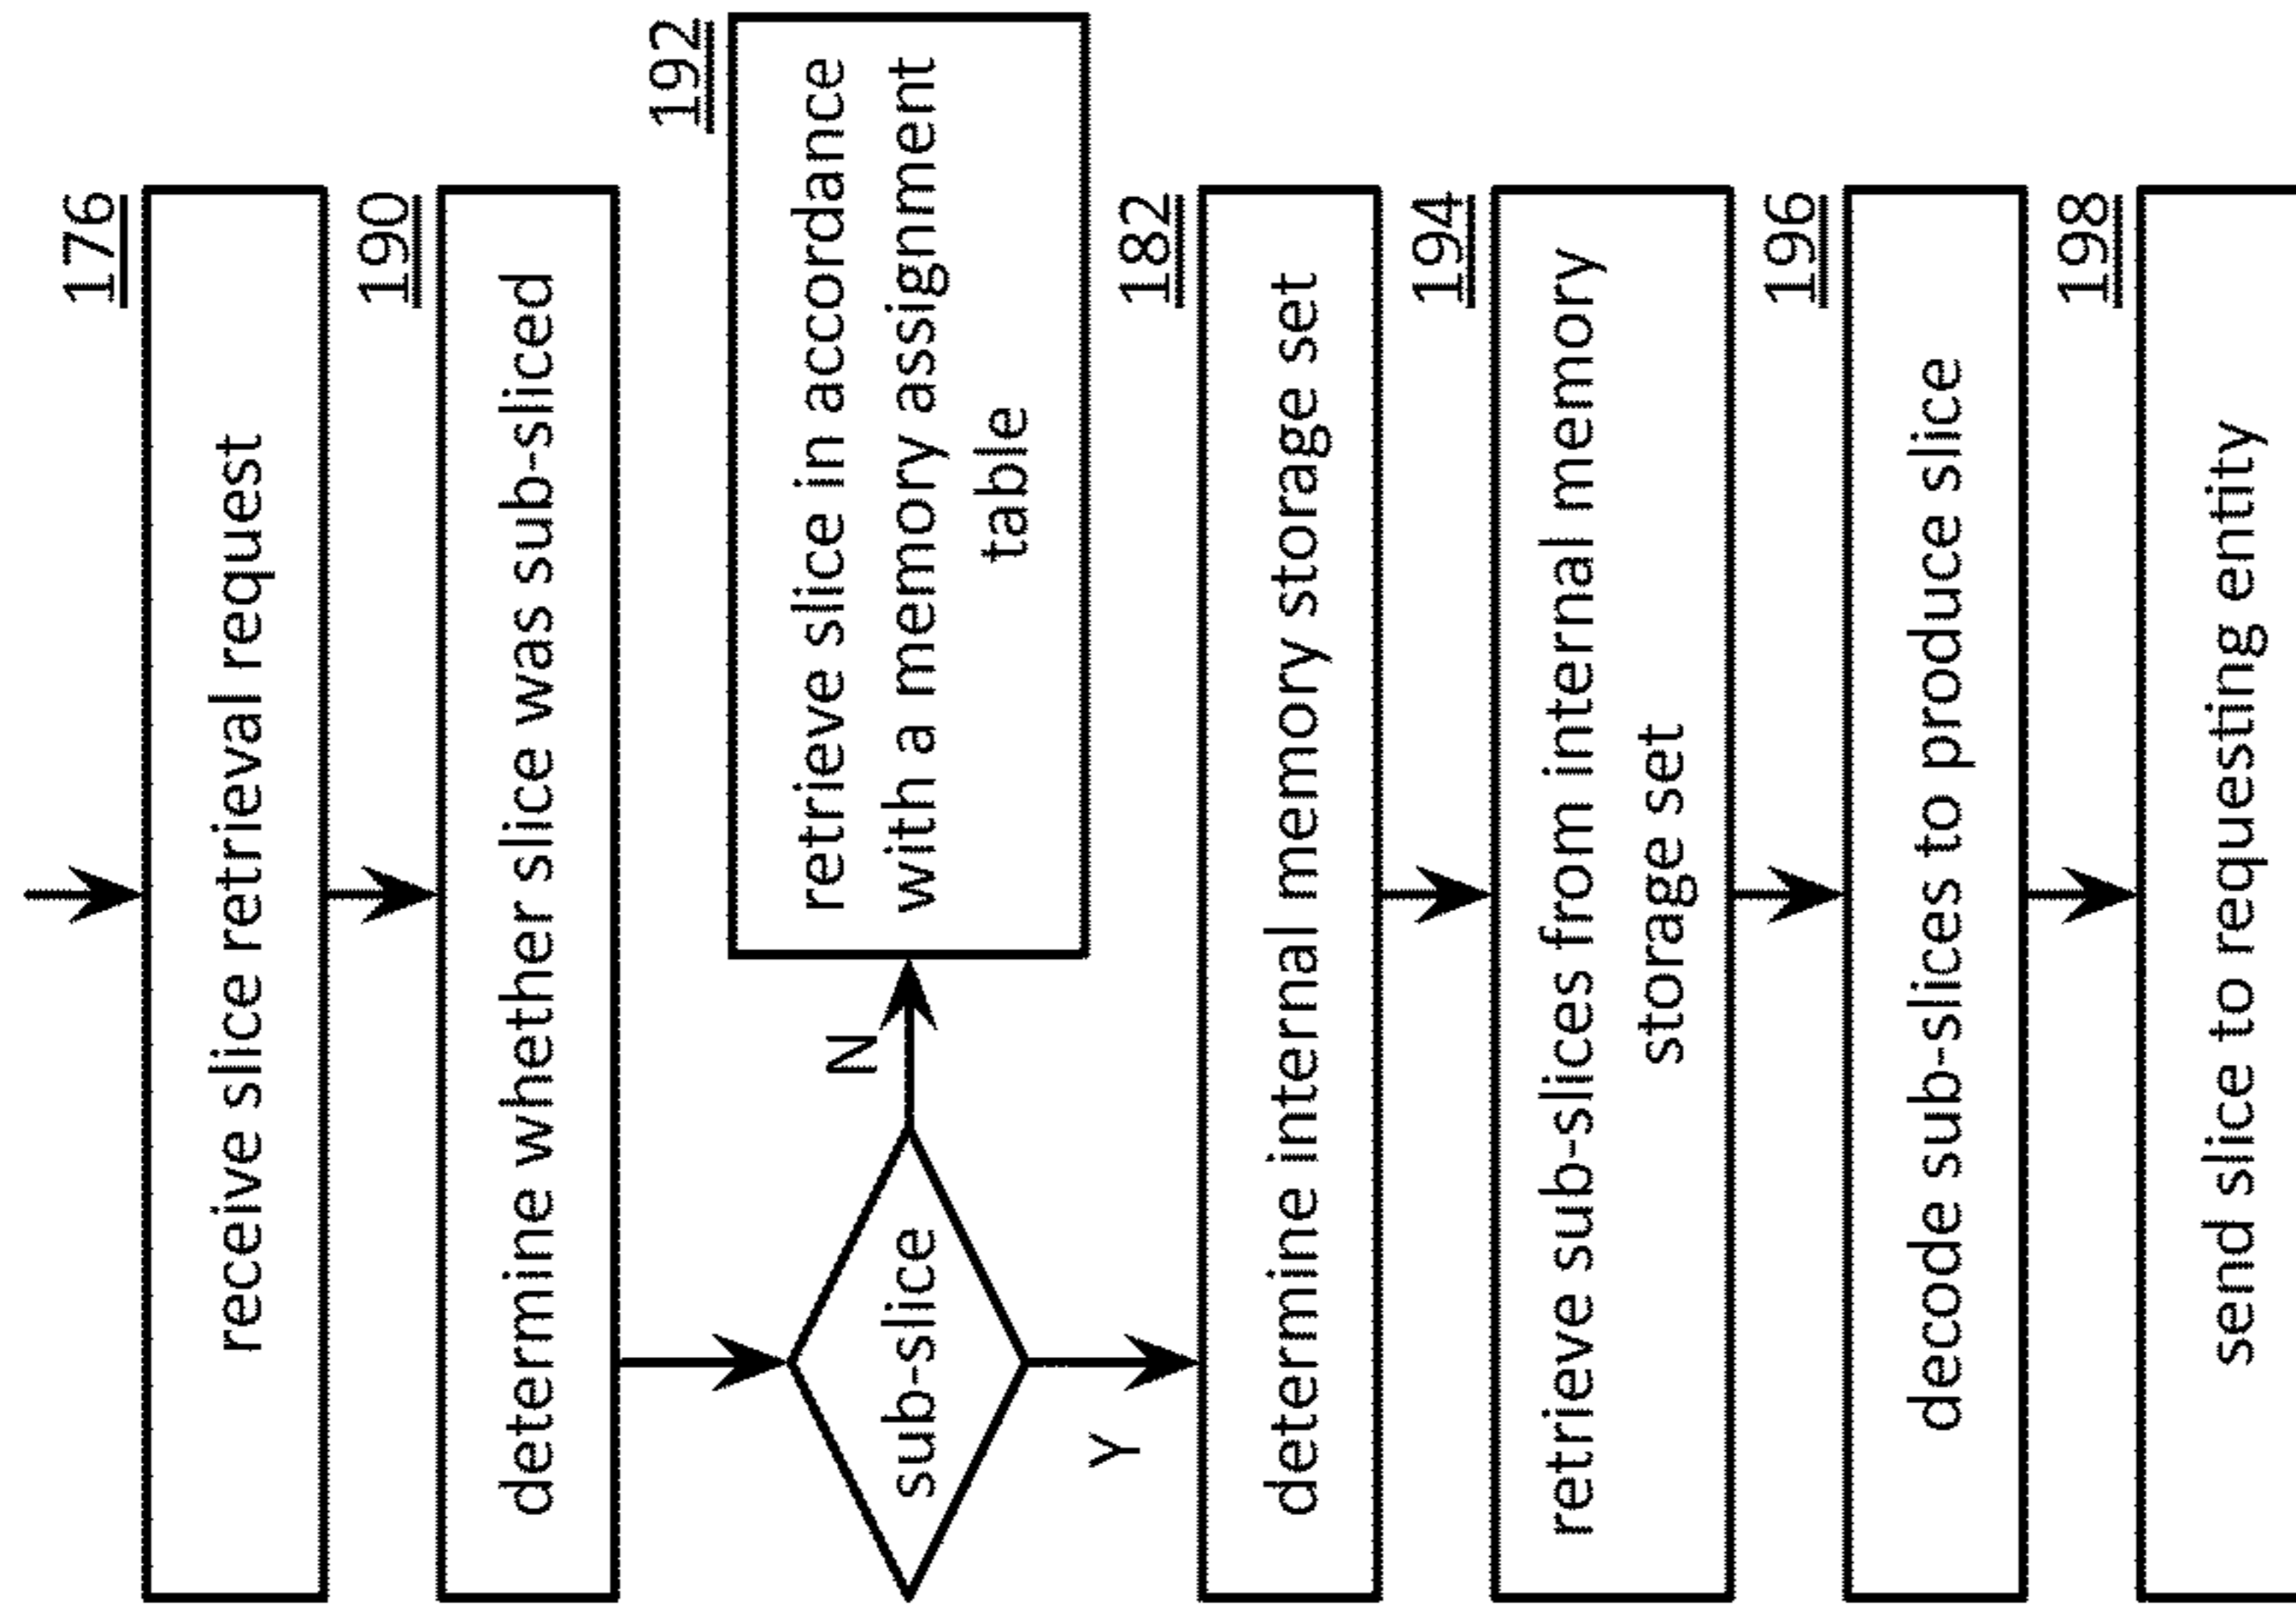 176
receive slice retrieval request
190
determine whether slice was sub-sliced
sub-slice
N
192
retrieve slice in accordance
with a memory assignment
table
Y
182
determine internal memory storage set
194
retrieve sub-slices from internal memory
storage set
196
decode sub-slices to produce slice
198
send slice to requesting entity